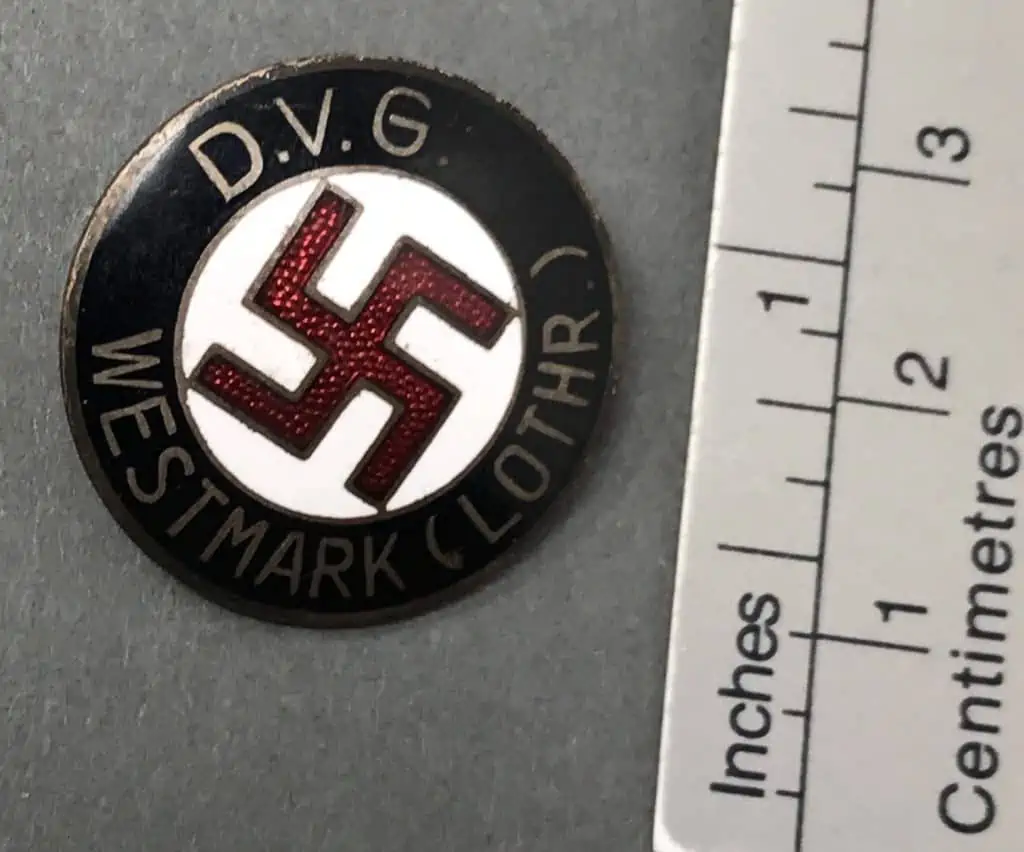 D.V.G.
WESTMARK (LOTHR.)
3
1
2
1
Inches
Centimetres